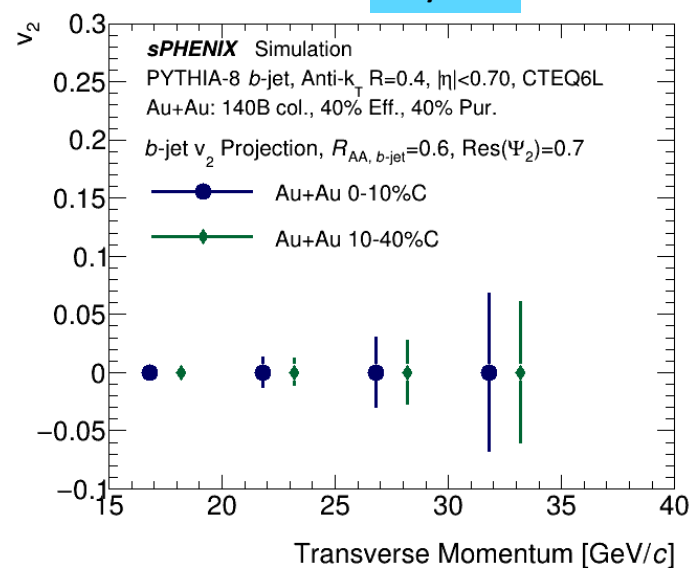 v2
0.3
0.25
0.2
0.15
0.1
0.05
0
−0.05
−0.1
sPHENIX Simulation
PYTHIA-8 b-jet, Anti-kT R=0.4, |η|<0.70, CTEQ6L
Au+Au: 140B col., 40% Eff., 40% Pur.
b-jet v2 Projection, RAA, b-jet=0.6, Res(Ψ2)=0.7
Au+Au 0-10%C
Au+Au 10-40%C
15 20 25 30 35 40
Transverse Momentum [GeV/c]